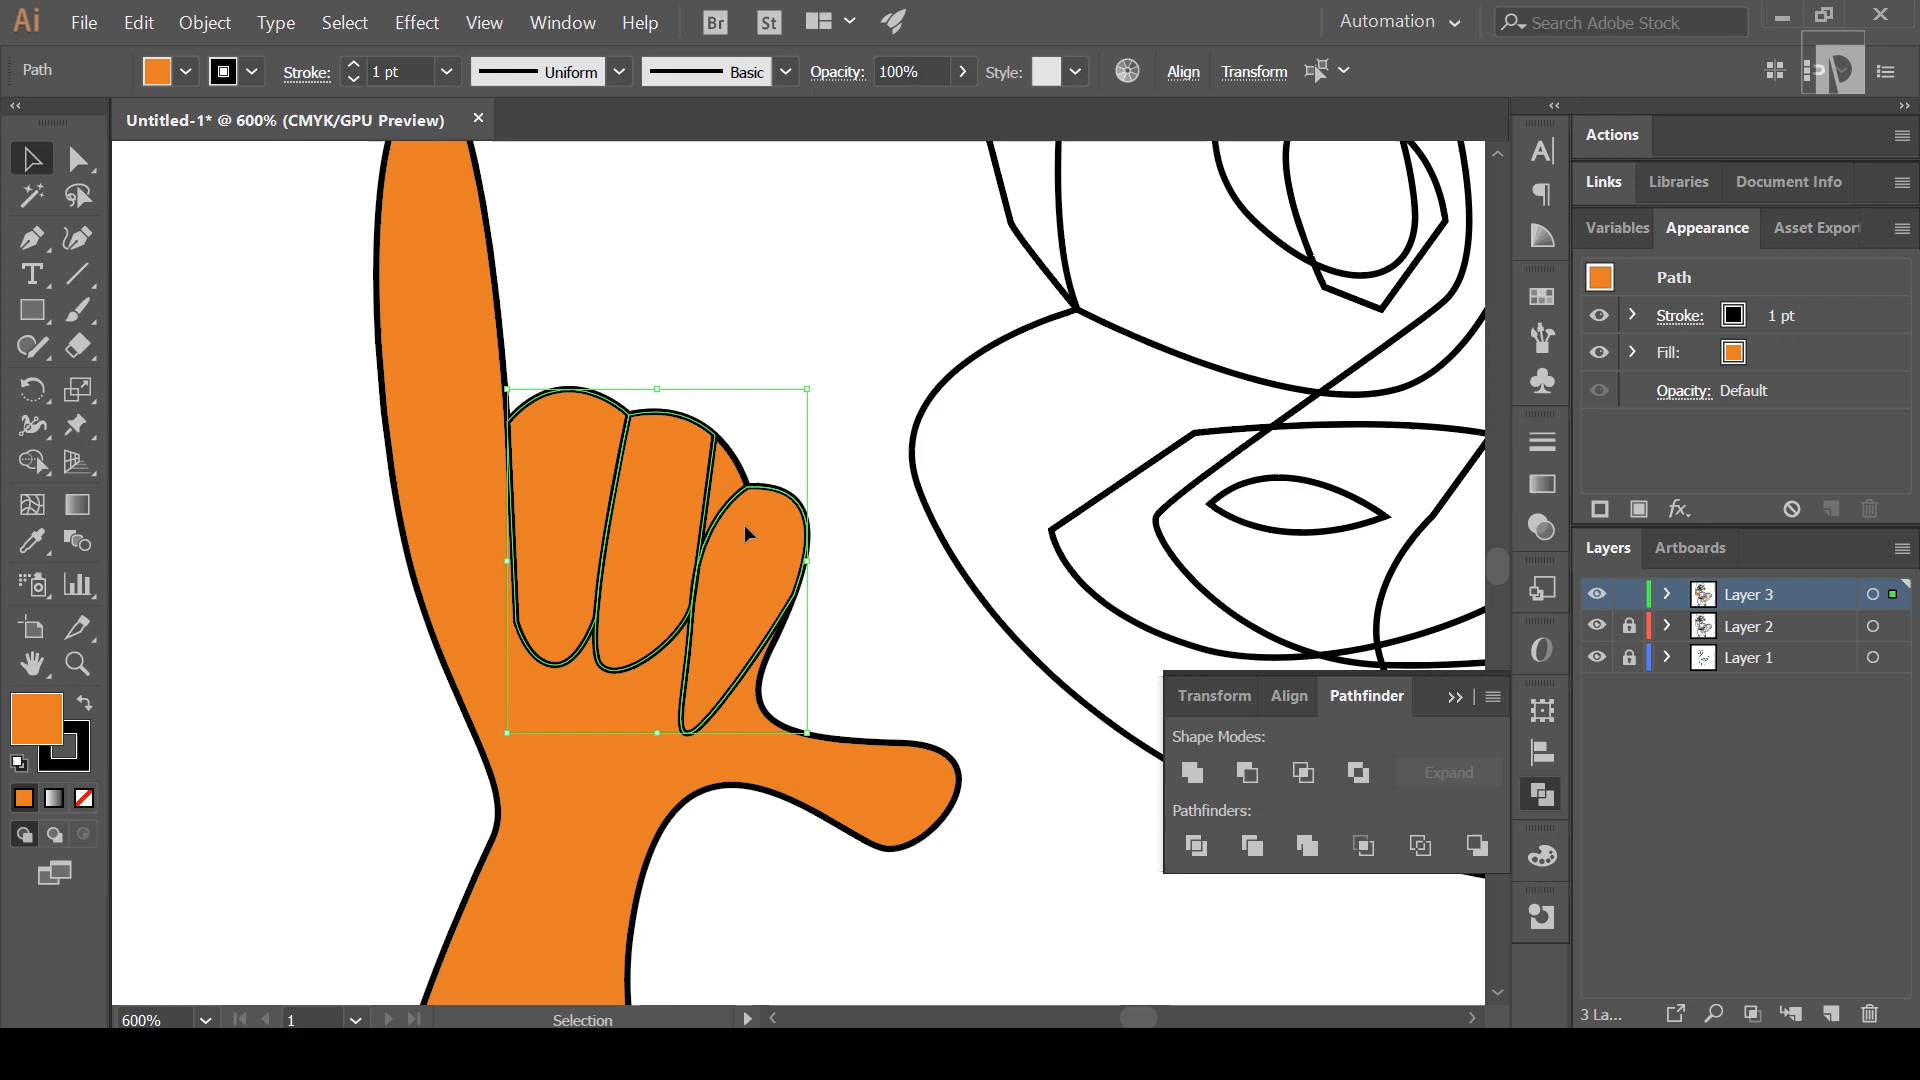 Ai File Edit Object Type Select Effect View Window Help Br St Automation Search Adobe Stock
Path Stroke: 1 pt Uniform Basic Opacity: 100% Style: Align Transform
Untitled-1* @ 600% (CMYK/GPU Preview)
Actions
Links Libraries Document Info
Variables Appearance Asset Expor
Path
Stroke: 1 pt
Fill:
Opacity: Default
fx
Layers Artboards
Layer 3
Layer 2
Layer 1
Transform Align Pathfinder
Shape Modes:
Expand
Pathfinders:
600% 1 Selection
3 La...